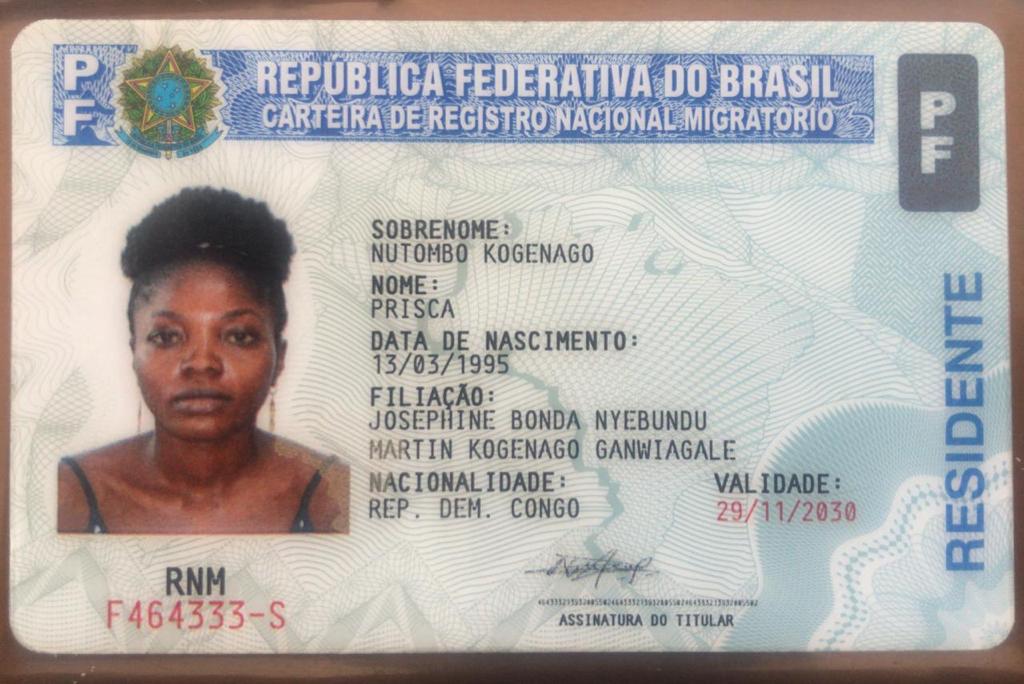 PF
REPÚBLICA FEDERATIVA DO BRASIL
CARTEIRA DE REGISTRO NACIONAL MIGRATÓRIO
PF
SOBRENOME:
NUTOMBO KOGENAGO
NOME:
PRISCA
DATA DE NASCIMENTO:
13/03/1995
FILIAÇÃO:
JOSEPHINE BONDA NYEBUNDU
MARTIN KOGENAGO GANWIAGALE
NACIONALIDADE:
REP. DEM. CONGO
VALIDADE:
29/11/2030
RESIDENTE
RNM
F464333-S
ASSINATURA DO TITULAR